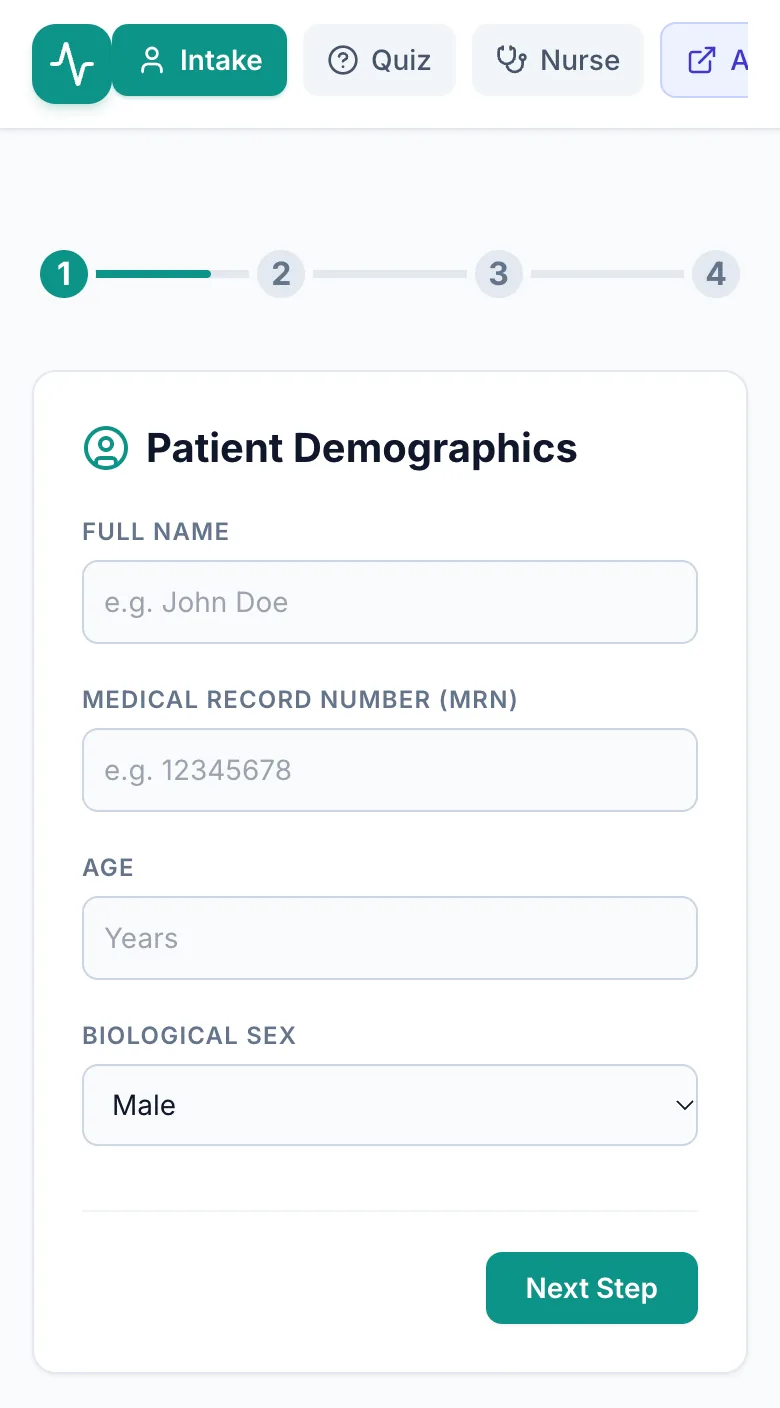 Intake Quiz Nurse A
1 2 3 4
Patient Demographics
FULL NAME
e.g. John Doe
MEDICAL RECORD NUMBER (MRN)
e.g. 12345678
AGE
Years
BIOLOGICAL SEX
Male
Next Step